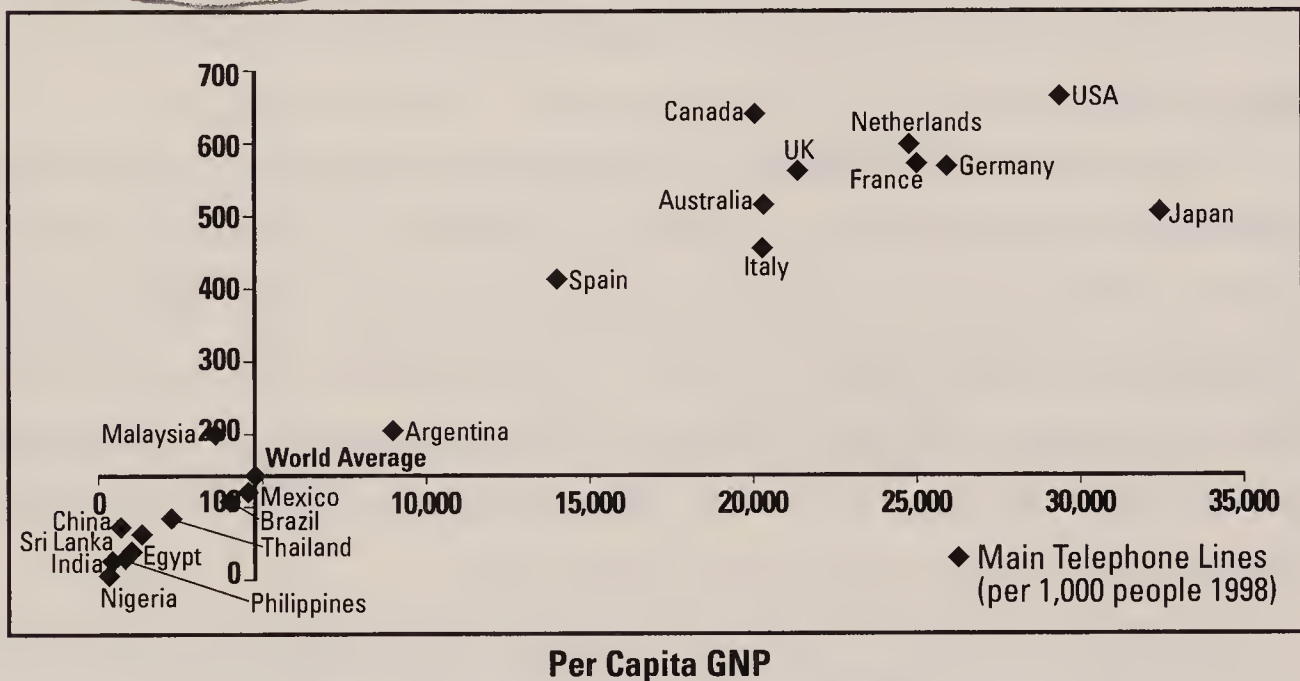 700
Canada
USA
Netherlands
600
UK
France
Germany
Australia
500
Japan
Italy
Spain
400
300
Malaysia
200
Argentina
World Average
0
100
10,000
15,000
20,000
25,000
30,000
35,000
Mexico
Brazil
China
Sri Lanka
Thailand
India
Egypt
0
Main Telephone Lines
(per 1,000 people 1998)
Nigeria
Philippines
Per Capita GNP